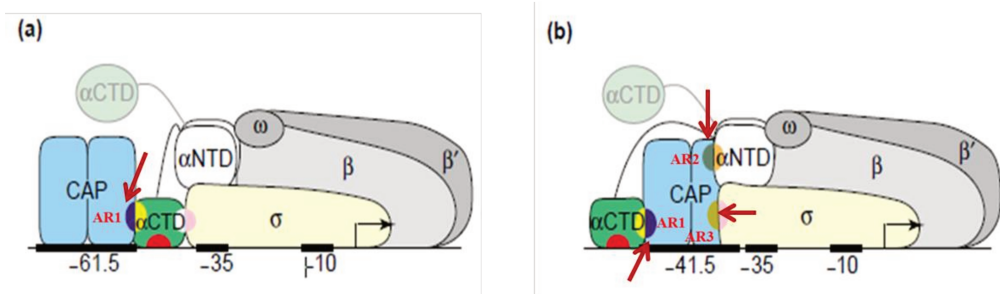 (a)
αCTD
ω
αNTD
β
β′
CAP
AR1
αCTD
σ
−61.5
−35
−10
(b)
αCTD
ω
αNTD
AR2
β
β′
CAP
αCTD
AR1
AR3
σ
−41.5
−35
−10